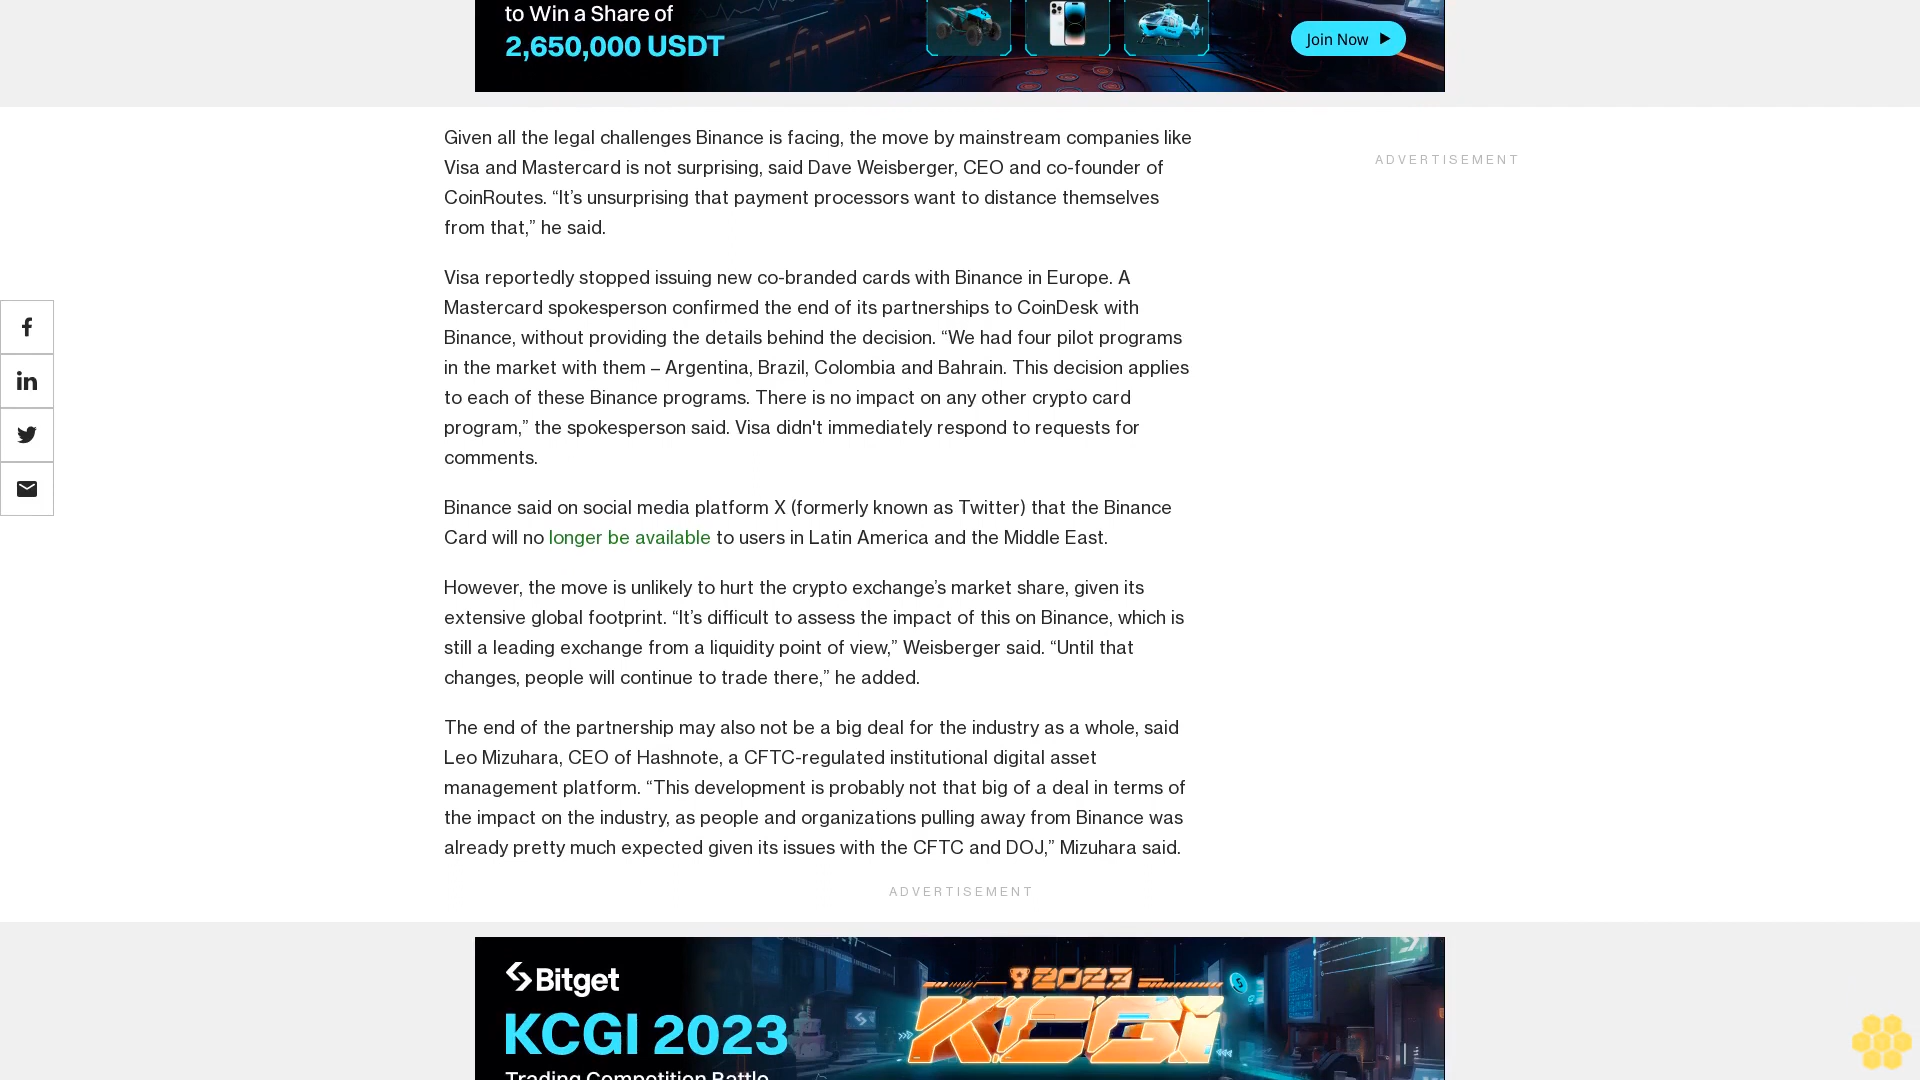 to Win a Share of
2,650,000 USDT
Join Now
Given all the legal challenges Binance is facing, the move by mainstream companies like
Visa and Mastercard is not surprising, said Dave Weisberger, CEO and co-founder of
CoinRoutes. “It’s unsurprising that payment processors want to distance themselves
from that,” he said.
ADVERTISEMENT
Visa reportedly stopped issuing new co-branded cards with Binance in Europe. A
Mastercard spokesperson confirmed the end of its partnerships to CoinDesk with
Binance, without providing the details behind the decision. “We had four pilot programs
in the market with them – Argentina, Brazil, Colombia and Bahrain. This decision applies
to each of these Binance programs. There is no impact on any other crypto card
program,” the spokesperson said. Visa didn't immediately respond to requests for
comments.
Binance said on social media platform X (formerly known as Twitter) that the Binance
Card will no longer be available to users in Latin America and the Middle East.
However, the move is unlikely to hurt the crypto exchange’s market share, given its
extensive global footprint. “It’s difficult to assess the impact of this on Binance, which is
still a leading exchange from a liquidity point of view,” Weisberger said. “Until that
changes, people will continue to trade there,” he added.
The end of the partnership may also not be a big deal for the industry as a whole, said
Leo Mizuhara, CEO of Hashnote, a CFTC-regulated institutional digital asset
management platform. “This development is probably not that big of a deal in terms of
the impact on the industry, as people and organizations pulling away from Binance was
already pretty much expected given its issues with the CFTC and DOJ,” Mizuhara said.
ADVERTISEMENT
Bitget
KCGI 2023
Trading Competition Battle
2023
KCGI